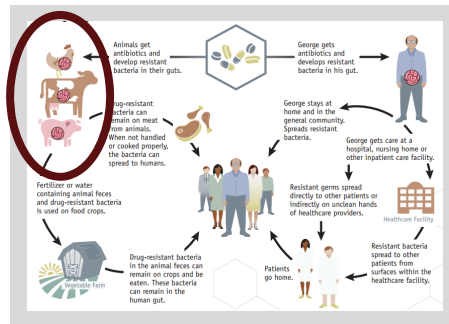 Animals get
antibiotics and
develop resistant
bacteria in their guts.
George gets
antibiotics and
develops resistant
bacteria in his gut.
Drug-resistant
bacteria can
remain on meat
from animals.
When not handled
or cooked properly,
the bacteria can
spread to humans.
George stays at
home and in the
general community.
Spreads resistant
bacteria.
George gets care at a
hospital, nursing home or
other inpatient care facility.
Fertilizer or water
containing animal feces
and drug-resistant bacteria
is used on food crops.
Resistant germs spread
directly to other patients or
indirectly on unclean hands
of healthcare providers.
Healthcare Facility
Vegetable Farm
Drug-resistant bacteria
in the animal feces can
remain on crops and be
eaten. These bacteria
can remain in the
human gut.
Patients
go home.
Resistant bacteria
spread to other
patients from
surfaces within the
healthcare facility.